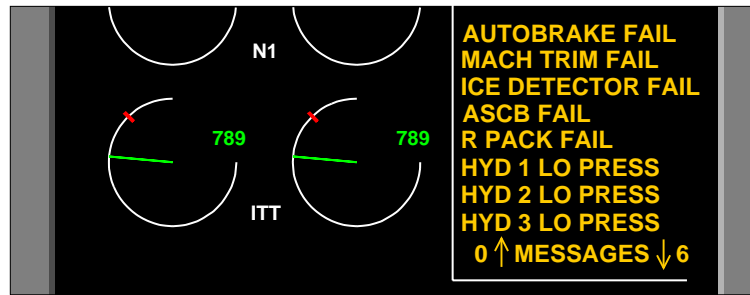 N1
789
789
ITT
AUTOBRAKE FAIL
MACH TRIM FAIL
ICE DETECTOR FAIL
ASCB FAIL
R PACK FAIL
HYD 1 LO PRESS
HYD 2 LO PRESS
HYD 3 LO PRESS
0 ↑ MESSAGES ↓ 6